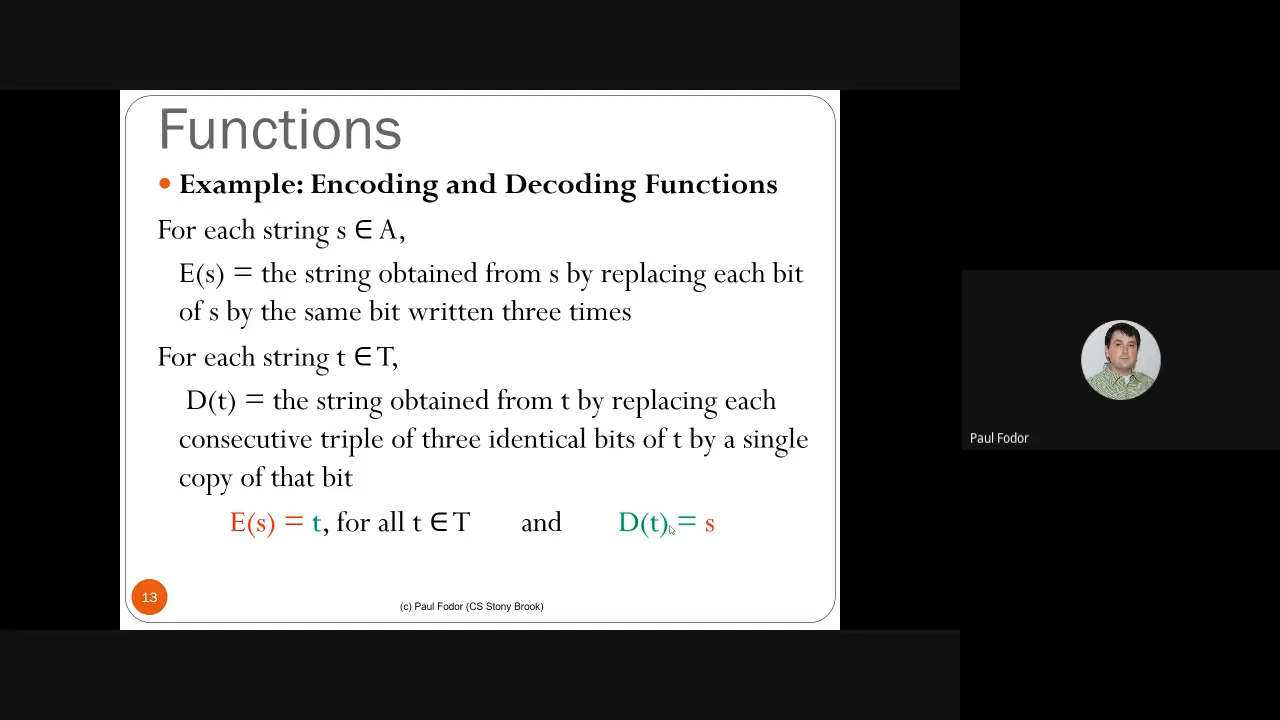 Functions
• Example: Encoding and Decoding Functions
For each string s ∈ A,
E(s) = the string obtained from s by replacing each bit
of s by the same bit written three times
For each string t ∈ T,
D(t) = the string obtained from t by replacing each
consecutive triple of three identical bits of t by a single
copy of that bit
E(s) = t, for all t ∈ T and D(t) = s
13
(c) Paul Fodor (CS Stony Brook)
Paul Fodor